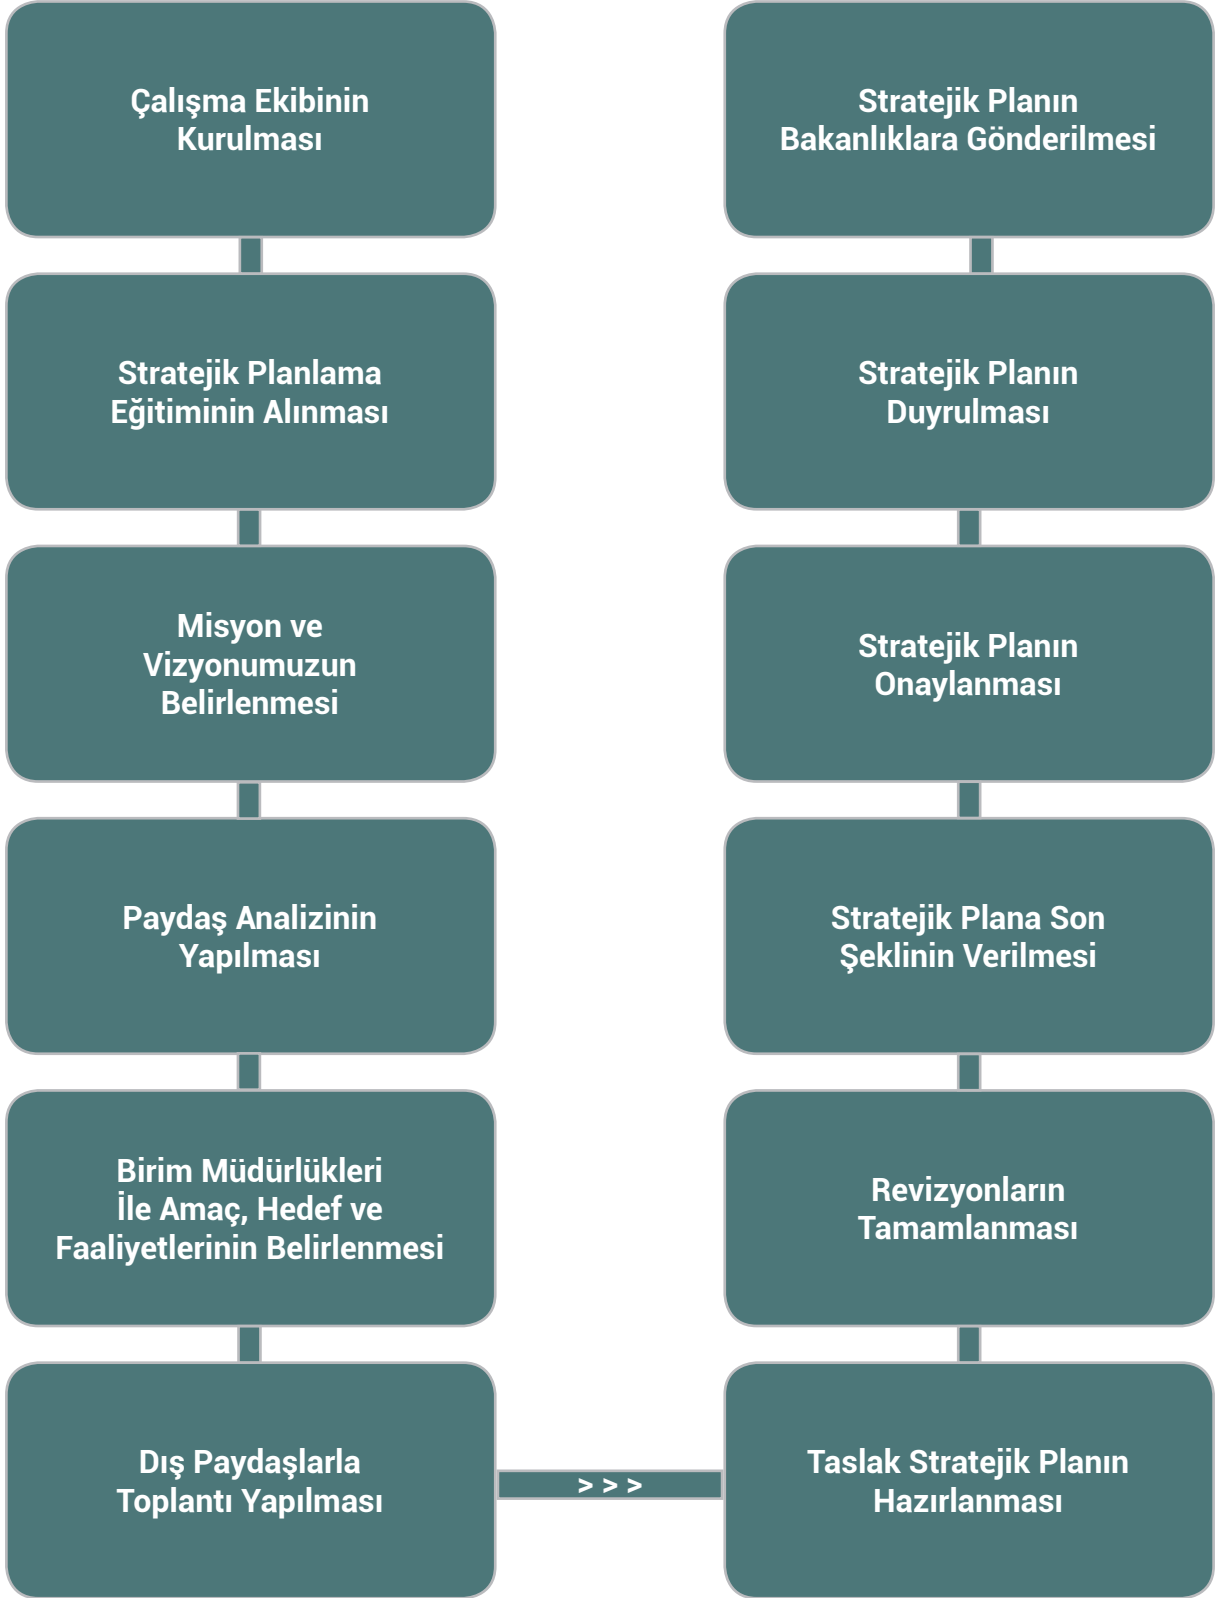 Çalışma Ekibinin
Kurulması
Stratejik Planlama
Eğitiminin Alınması
Misyon ve
Vizyonumuzun
Belirlenmesi
Paydaş Analizinin
Yapılması
Birim Müdürlükleri
İle Amaç, Hedef ve
Faaliyetlerinin Belirlenmesi
Dış Paydaşlarla
Toplantı Yapılması
> > >
Taslak Stratejik Planın
Hazırlanması
Revizyonların
Tamamlanması
Stratejik Plana Son
Şeklinin Verilmesi
Stratejik Planın
Onaylanması
Stratejik Planın
Duyrulması
Stratejik Planın
Bakanlıklara Gönderilmesi